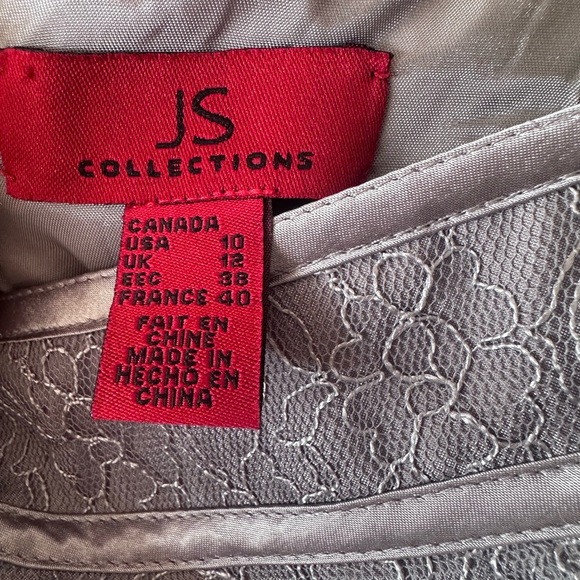 JS
COLLECTIONS
CANADA
USA 10
UK 12
EEC 38
FRANCE 40
FAIT EN
CHINE
MADE IN
HECHO EN
CHINA